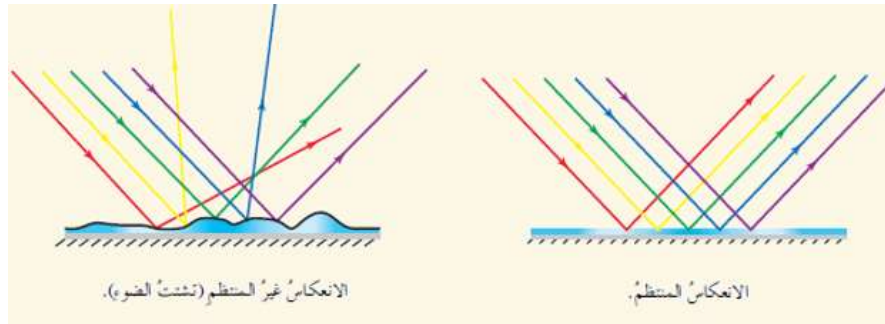 الانعكاسُ المنتظمُ.
الانعكاسُ غيرُ المنتظمِ (تشتتُ الضوءِ).